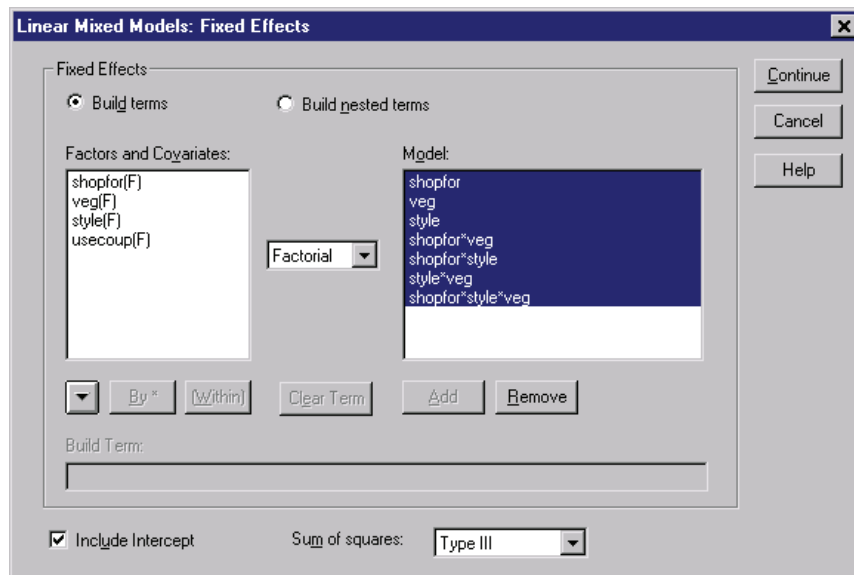 Linear Mixed Models: Fixed Effects
Fixed Effects
Build terms
Build nested terms
Continue
Cancel
Help
Factors and Covariates:
Model:
shopfor(F)
veg(F)
style(F)
usecoup(F)
Factorial
shopfor
veg
style
shopfor*veg
shopfor*style
style*veg
shopfor*style*veg
By *
(Within)
Clear Term
Add
Remove
Build Term:
Include Intercept
Sum of squares:
Type III